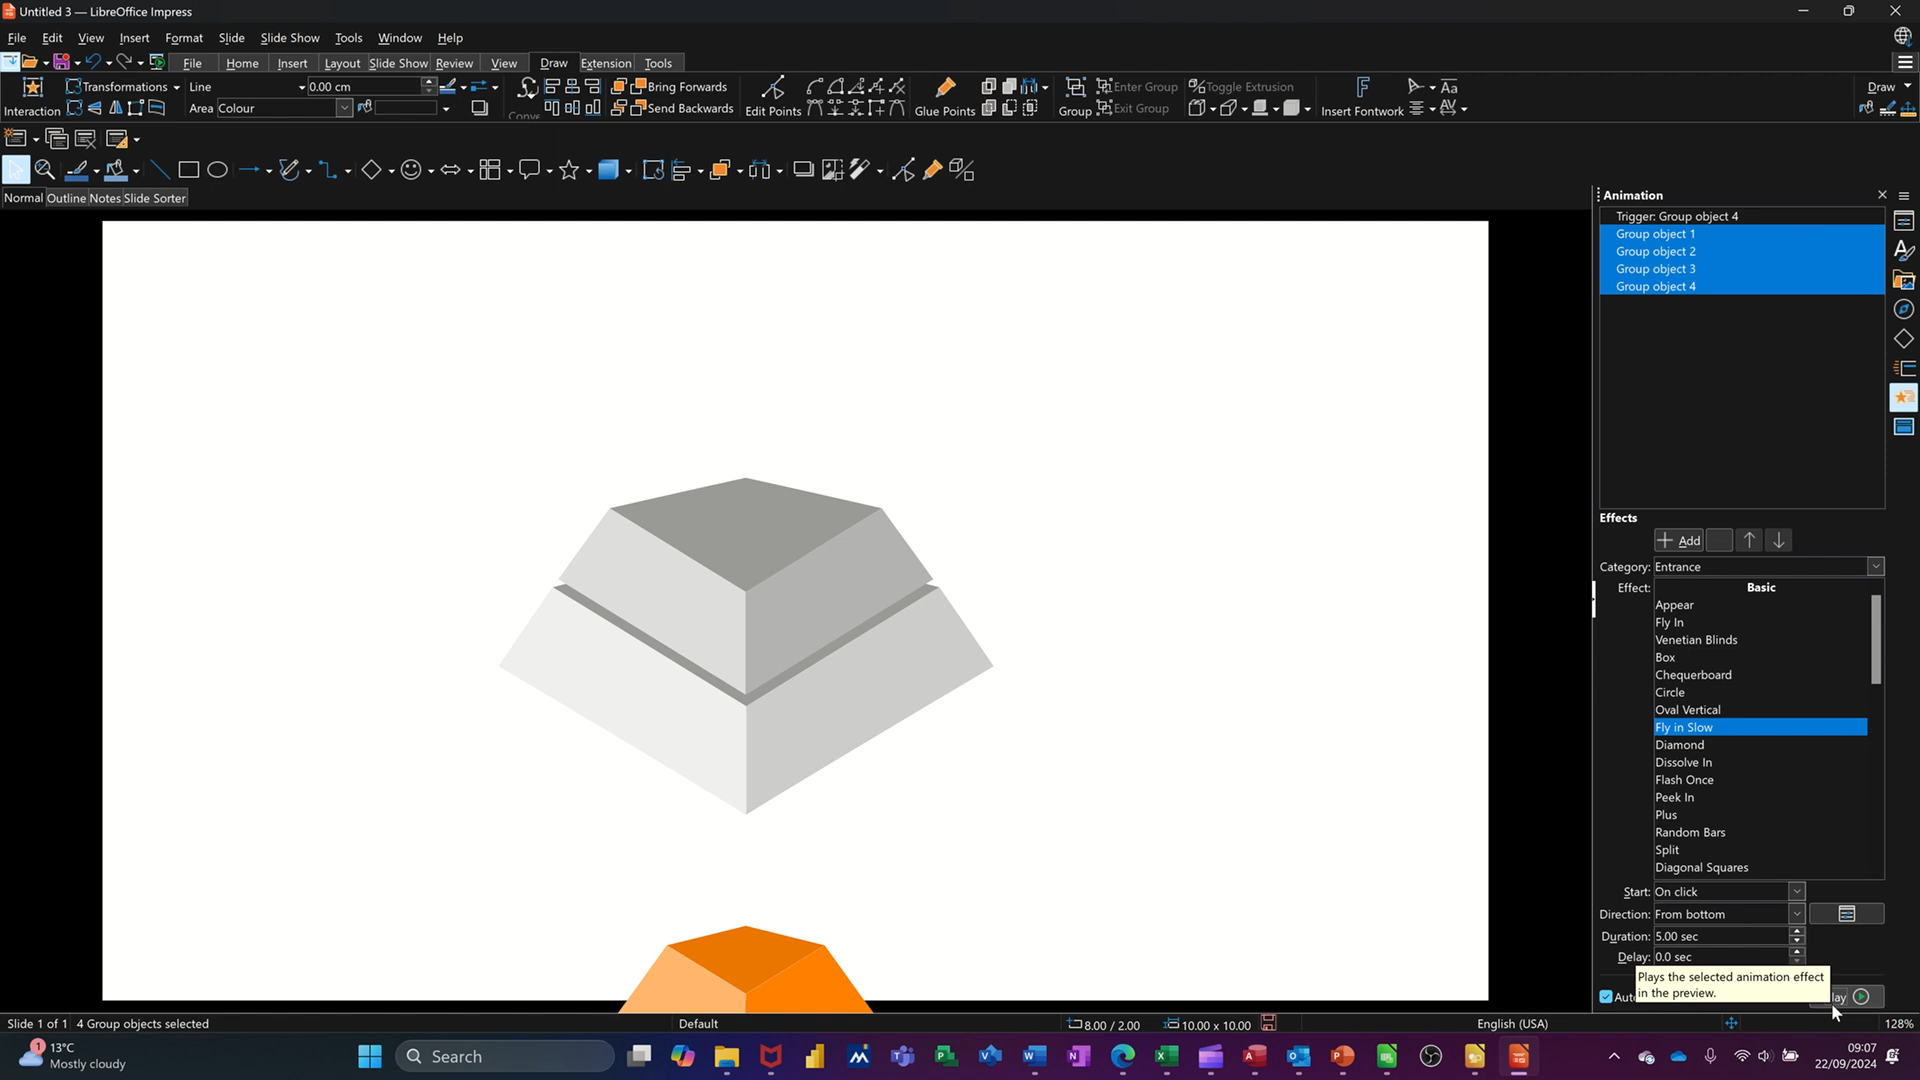 Untitled 3 — LibreOffice Impress
File Edit View Insert Format Slide Slide Show Tools Window Help
File Home Insert Layout Slide Show Review View Draw Extension Tools
Transformations Line 0.00 cm Bring Forwards Enter Group Toggle Extrusion Draw
Interaction Area Colour Send Backwards Edit Points Glue Points Group Exit Group Insert Fontwork
Normal Outline Notes Slide Sorter
Animation
Trigger: Group object 4
Group object 1
Group object 2
Group object 3
Group object 4
Effects
Add
Category: Entrance
Effect: Basic
Appear
Fly In
Venetian Blinds
Box
Chequerboard
Circle
Oval Vertical
Fly in Slow
Diamond
Dissolve In
Flash Once
Peek In
Plus
Random Bars
Split
Diagonal Squares
Start: On click
Direction: From bottom
Duration: 5.00 sec
Delay: 0.0 sec
Plays the selected animation effect
in the preview.
Slide 1 of 1 4 Group objects selected Default 8.00 / 2.00 10.00 x 10.00 English (USA) 128%
1 13°C
Mostly cloudy
Search
09:07
22/09/2024